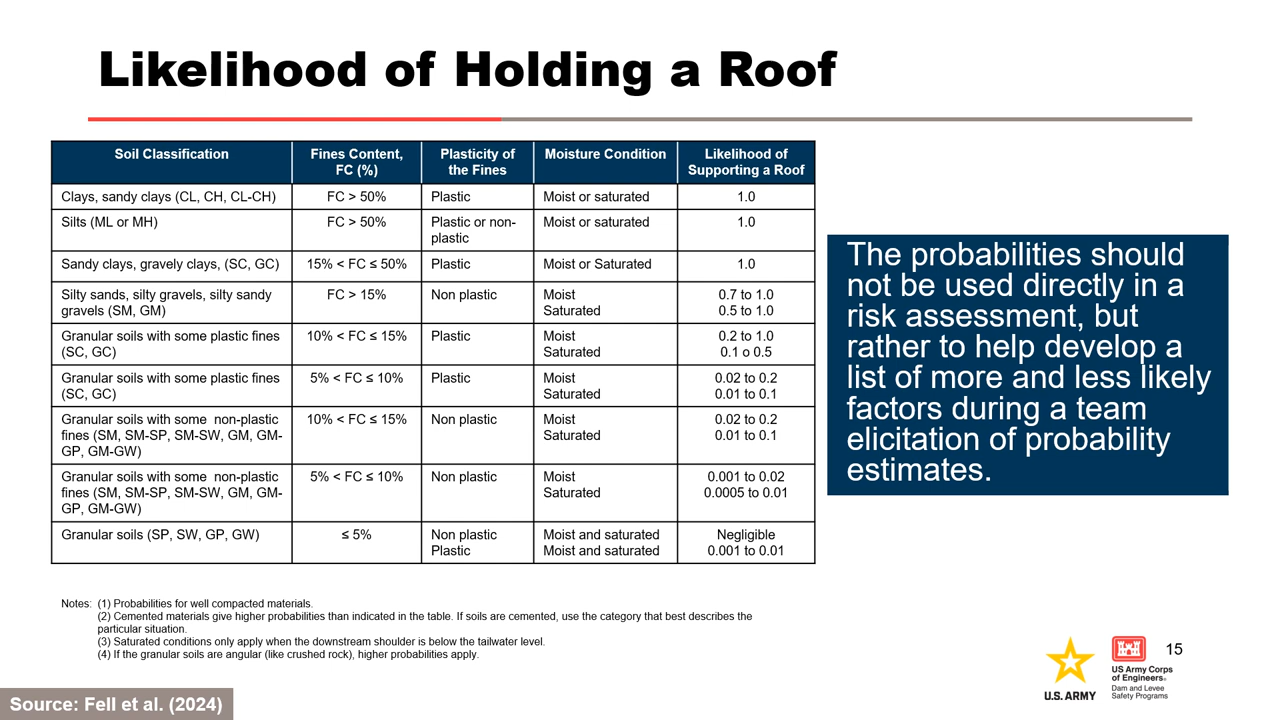 Likelihood of Holding a Roof
Soil Classification
Fines Content,
FC (%)
Plasticity of
the Fines
Moisture Condition
Likelihood of
Supporting a Roof
Clays, sandy clays (CL, CH, CL-CH)
FC > 50%
Plastic
Moist or saturated
1.0
Silts (ML or MH)
FC > 50%
Plastic or non-
plastic
Moist or saturated
1.0
Sandy clays, gravely clays, (SC, GC)
15% < FC ≤ 50%
Plastic
Moist or Saturated
1.0
Silty sands, silty gravels, silty sandy
gravels (SM, GM)
FC > 15%
Non plastic
Moist
Saturated
0.7 to 1.0
0.5 to 1.0
Granular soils with some plastic fines
(SC, GC)
10% < FC ≤ 15%
Plastic
Moist
Saturated
0.2 to 1.0
0.1 o 0.5
Granular soils with some plastic fines
(SC, GC)
5% < FC ≤ 10%
Plastic
Moist
Saturated
0.02 to 0.2
0.01 to 0.1
Granular soils with some non-plastic
fines (SM, SM-SP, SM-SW, GM, GM-
GP, GM-GW)
10% < FC ≤ 15%
Non plastic
Moist
Saturated
0.02 to 0.2
0.01 to 0.1
Granular soils with some non-plastic
fines (SM, SM-SP, SM-SW, GM, GM-
GP, GM-GW)
5% < FC ≤ 10%
Non plastic
Moist
Saturated
0.001 to 0.02
0.0005 to 0.01
Granular soils (SP, SW, GP, GW)
≤ 5%
Non plastic
Plastic
Moist and saturated
Moist and saturated
Negligible
0.001 to 0.01
The probabilities should
not be used directly in a
risk assessment, but
rather to help develop a
list of more and less likely
factors during a team
elicitation of probability
estimates.
Notes: (1) Probabilities for well compacted materials.
(2) Cemented materials give higher probabilities than indicated in the table. If soils are cemented, use the category that best describes the
particular situation.
(3) Saturated conditions only apply when the downstream shoulder is below the tailwater level.
(4) If the granular soils are angular (like crushed rock), higher probabilities apply.
U.S. ARMY
US Army Corps
of Engineers®
Dam and Levee
Safety Programs
15
Source: Fell et al. (2024)